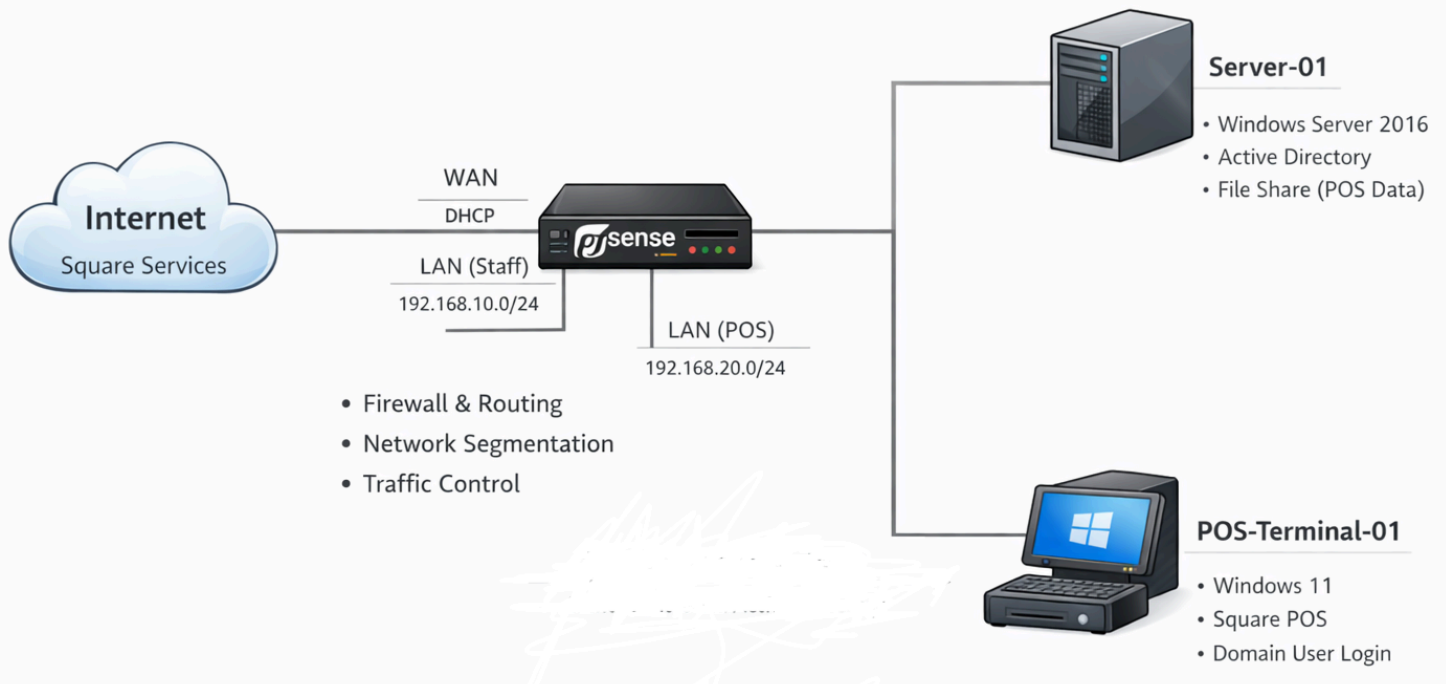 Internet
Square Services
WAN
DHCP
LAN (Staff)
192.168.10.0/24
pfsense
LAN (POS)
192.168.20.0/24
• Firewall & Routing
• Network Segmentation
• Traffic Control
Server-01
• Windows Server 2016
• Active Directory
• File Share (POS Data)
POS-Terminal-01
• Windows 11
• Square POS
• Domain User Login